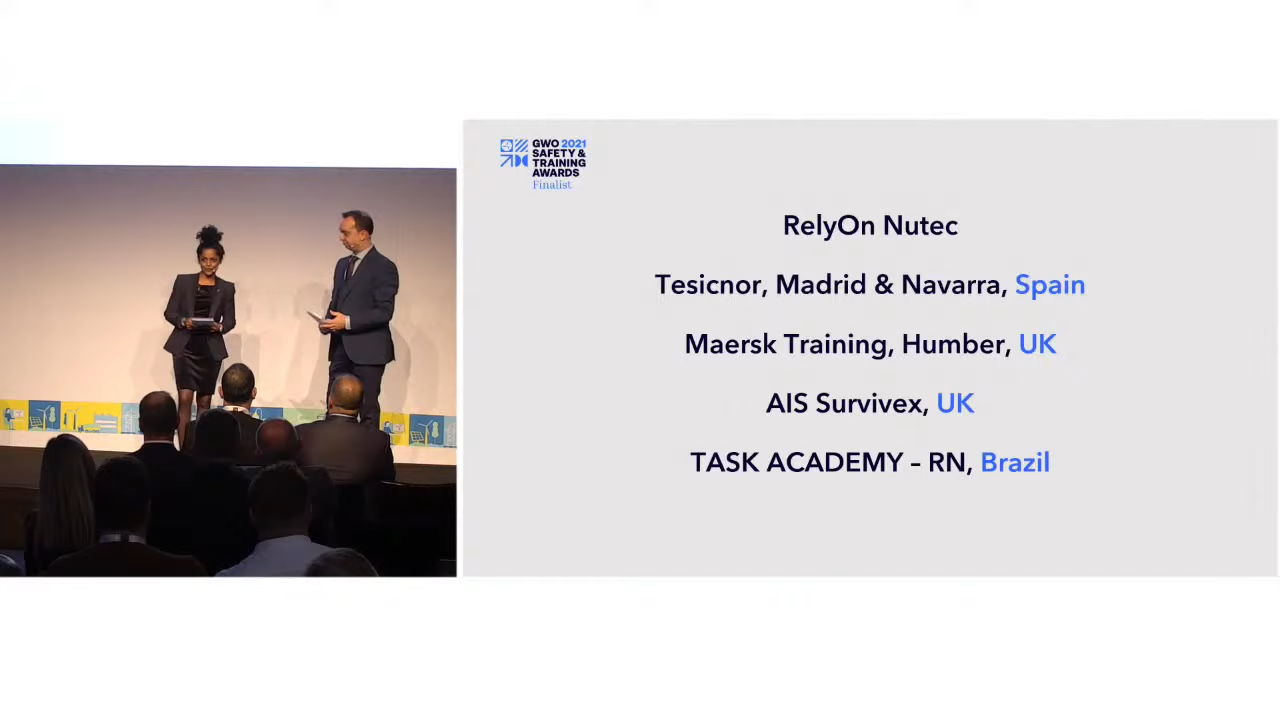 GWO 2021
SAFETY &
TRAINING
AWARDS
Finalist
RelyOn Nutec
Tesicnor, Madrid & Navarra, Spain
Maersk Training, Humber, UK
AIS Survivex, UK
TASK ACADEMY – RN, Brazil